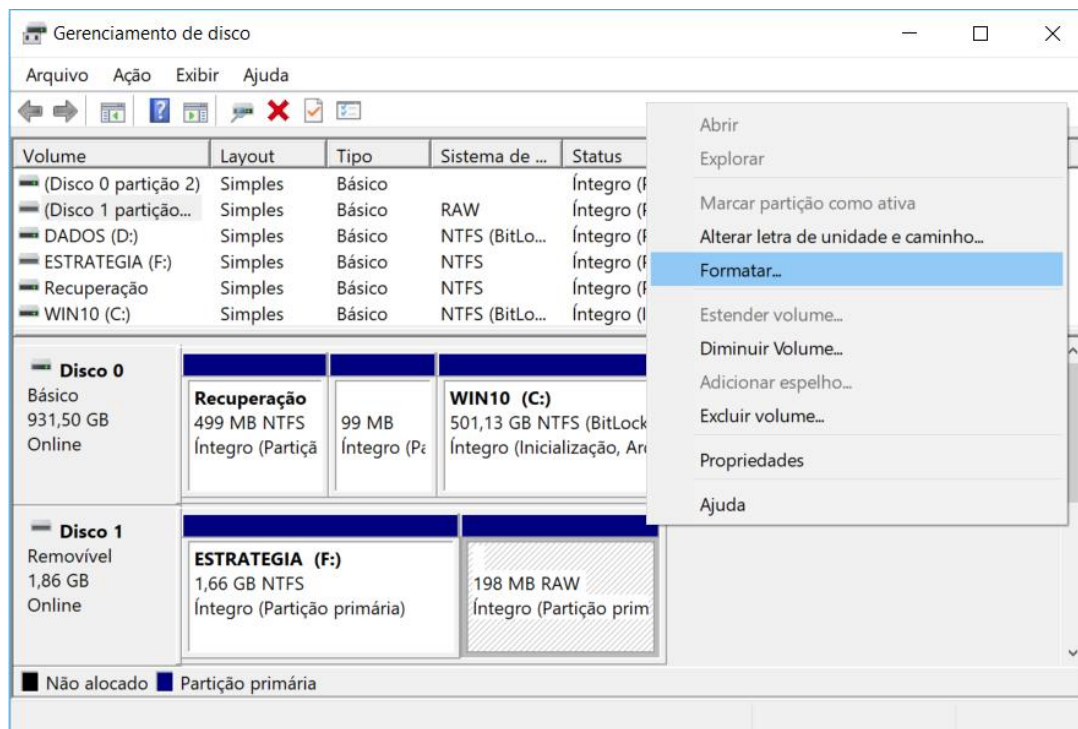 Gerenciamento de disco
Arquivo Ação Exibir Ajuda
Volume Layout Tipo Sistema de ... Status
(Disco 0 partição 2) Simples Básico Íntegro (
(Disco 1 partição... Simples Básico RAW Íntegro (
DADOS (D:) Simples Básico NTFS (BitLo... Íntegro (
ESTRATEGIA (F:) Simples Básico NTFS Íntegro (
Recuperação Simples Básico NTFS Íntegro (
WIN10 (C:) Simples Básico NTFS (BitLo... Íntegro (
Abrir
Explorar
Marcar partição como ativa
Alterar letra de unidade e caminho...
Formatar...
Estender volume...
Diminuir Volume...
Adicionar espelho...
Excluir volume...
Propriedades
Ajuda
Disco 0
Básico
931,50 GB
Online
Recuperação
499 MB NTFS
Íntegro (Partiçã
99 MB
Íntegro (Pa
WIN10 (C:)
501,13 GB NTFS (BitLock
Íntegro (Inicialização, Arq
Disco 1
Removível
1,86 GB
Online
ESTRATEGIA (F:)
1,66 GB NTFS
Íntegro (Partição primária)
198 MB RAW
Íntegro (Partição prim
Não alocado Partição primária